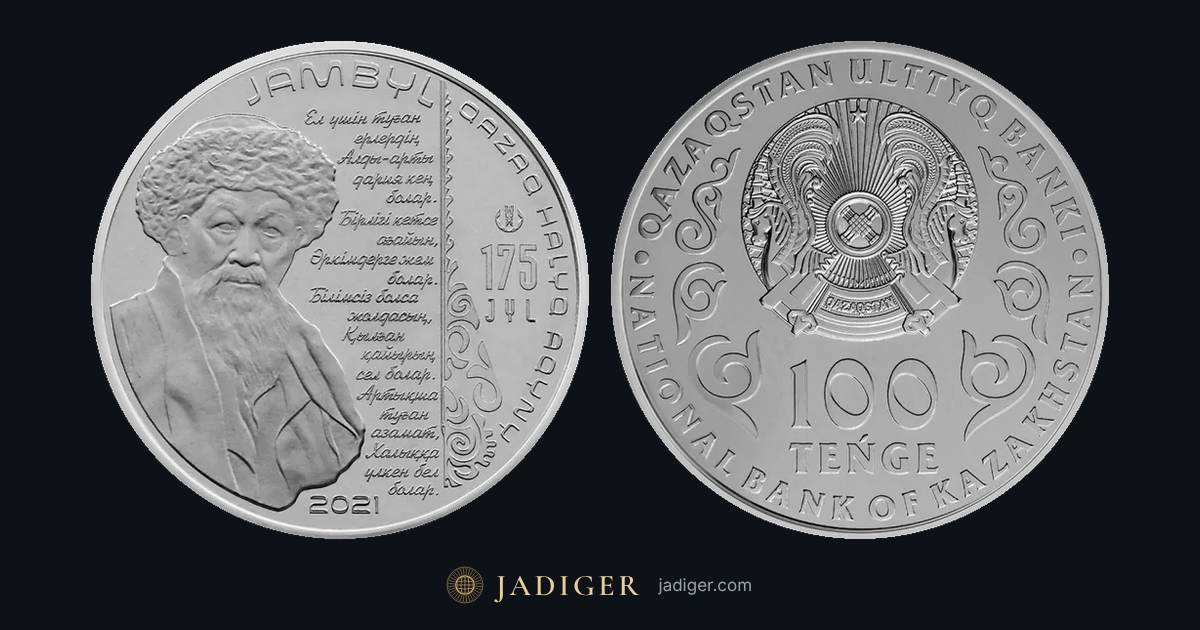 JAMBYL
Ел үшін туған
ерлердің,
Алды-арты
дария кең
болар.
Бірлігі кетсе
азайып,
Әркімдерге жем
болар.
Білімсіз болса
жолдасың,
Қылған
қайырың
сел болар.
Артықша
туған
азамат,
Халыққа
үлкен бел
болар.
2021
QAZAQ HALYQ AQYNY
175
JYL
QAZAQSTAN ULTTYQ BANKI
QAZAQSTAN
100
TEŃGE
NATIONAL BANK OF KAZAKHSTAN
JADIGER jadiger.com